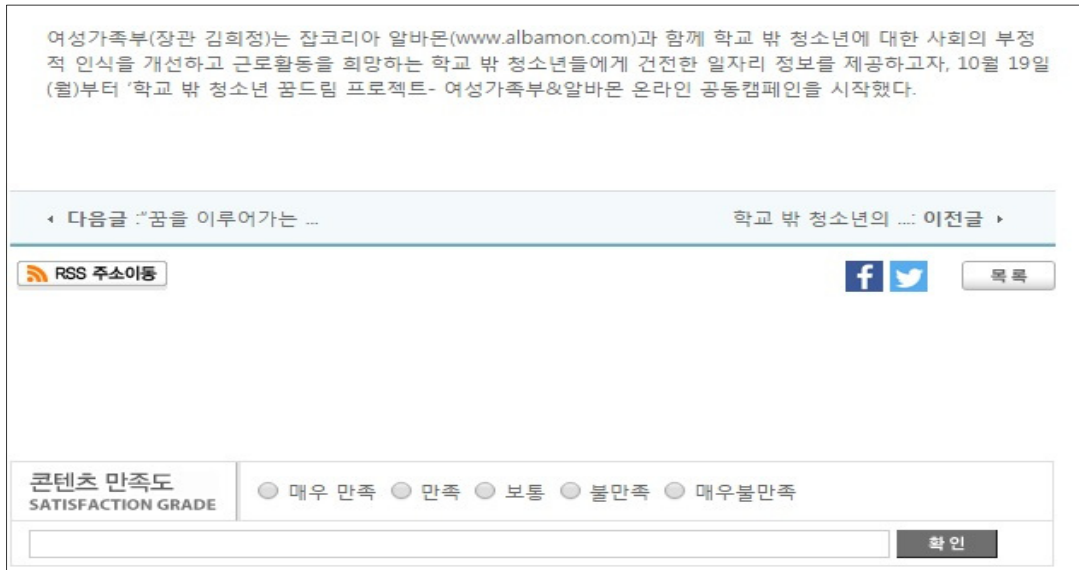 여성가족부(장관 김희정)는 잡코리아 알바몬(www.albamon.com)과 함께 학교 밖 청소년에 대한 사회의 부정
적 인식을 개선하고 근로활동을 희망하는 학교 밖 청소년들에게 건전한 일자리 정보를 제공하고자, 10월 19일
(월)부터 ‘학교 밖 청소년 꿈드림 프로젝트- 여성가족부&알바몬 온라인 공동캠페인을 시작했다.
다음글 :“꿈을 이루어가는 ... 학교 밖 청소년의 ...: 이전글
RSS 주소이동 목록
콘텐츠 만족도
SATISFACTION GRADE
매우 만족 만족 보통 불만족 매우불만족
확인